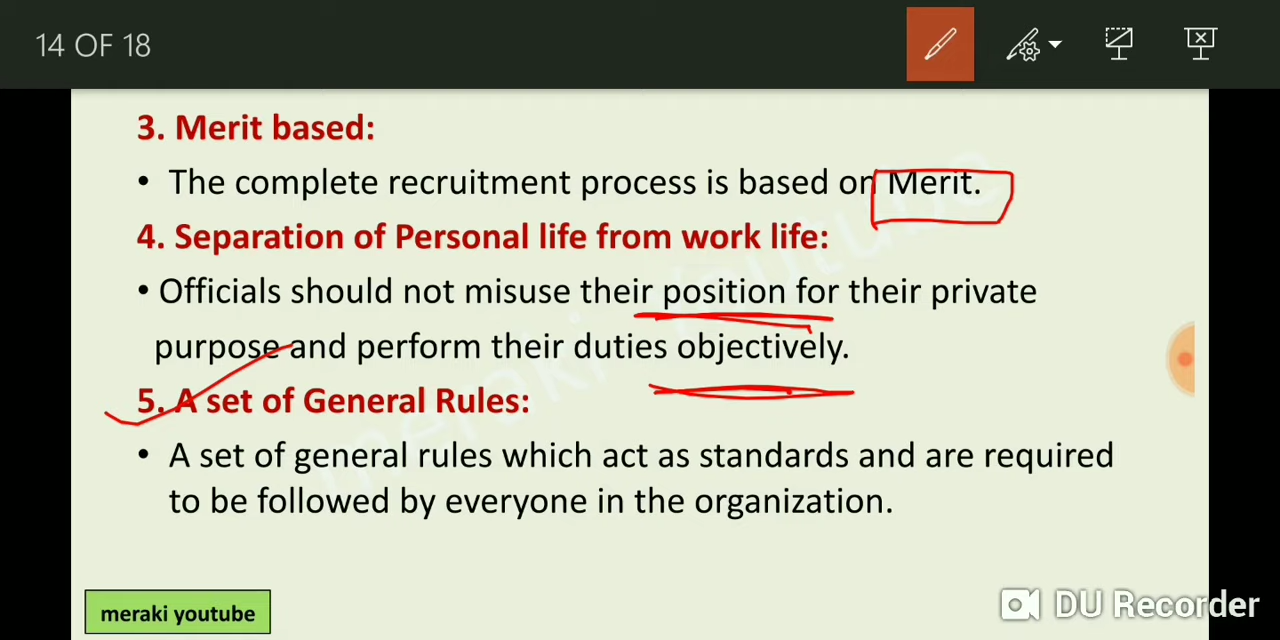 14 OF 18
3. Merit based:
• The complete recruitment process is based on Merit.
4. Separation of Personal life from work life:
• Officials should not misuse their position for their private
purpose and perform their duties objectively.
5. A set of General Rules:
• A set of general rules which act as standards and are required
to be followed by everyone in the organization.
meraki youtube
meraki youtube
DU Recorder